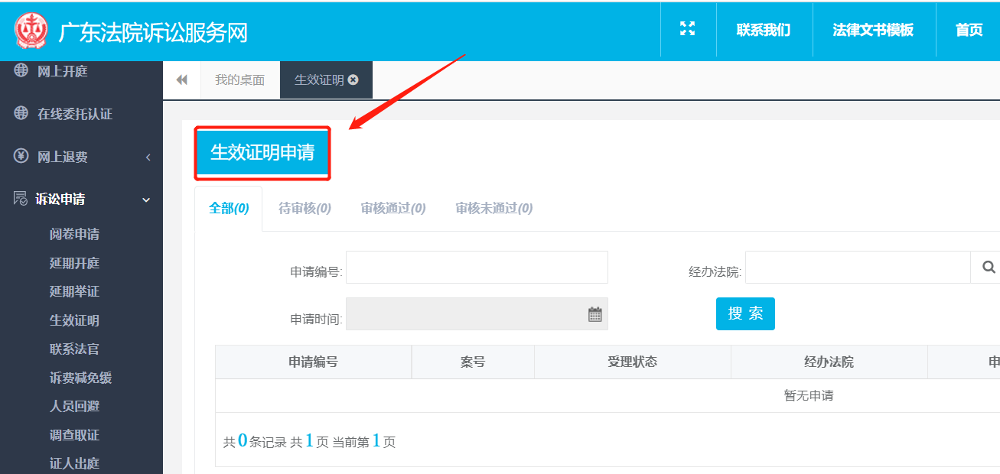 广东法院诉讼服务网
联系我们
法律文书模板
首页
网上开庭
在线委托认证
网上退费
诉讼申请
阅卷申请
延期开庭
延期举证
生效证明
联系法官
诉费减免缓
人员回避
调查取证
证人出庭
我的桌面
生效证明
生效证明申请
全部(0) 待审核(0) 审核通过(0) 审核未通过(0)
申请编号: 经办法院:
申请时间: 搜 索
申请编号 案号 受理状态 经办法院 申
暂无申请
共0条记录 共1页 当前第1页